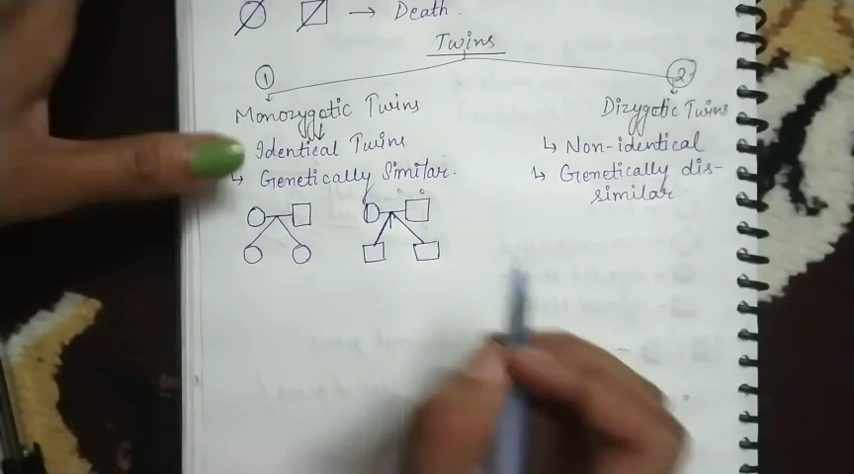 → Death.
Twins
1
2
Monozygotic Twins
Dizygotic Twins
Identical Twins
↳ Non-identical
↳ Genetically Similar.
↳ Genetically dis-
similar